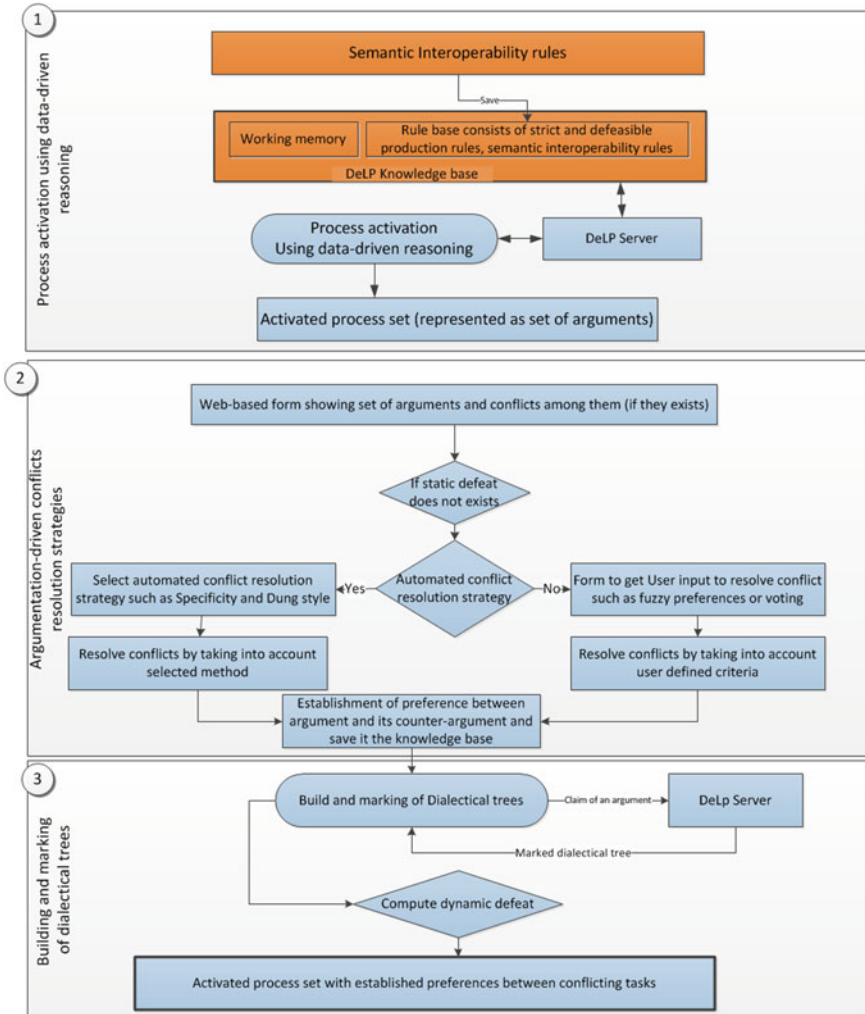 1
Process activation using data-driven
reasoning
Semantic Interoperability rules
Save
Working memory
Rule base consists of strict and defeasible
production rules, semantic interoperability rules
DeLP Knowledge base
Process activation
Using data-driven reasoning
DeLP Server
Activated process set (represented as set of arguments)
2
Argumentation-driven conflicts
resolution strategies
Web-based form showing set of arguments and conflicts among them (if they exists)
If static defeat
does not exists
Automated conflict
resolution strategy
Yes
No
Select automated conflict resolution
strategy such as Specificity and Dung style
Form to get User input to resolve conflict
such as fuzzy preferences or voting
Resolve conflicts by taking into account
selected method
Resolve conflicts by taking into account
user defined criteria
Establishment of preference between
argument and its counter-argument and
save it the knowledge base
3
Building and marking
of dialectical trees
Build and marking of Dialectical trees
Claim of an argument
DeLp Server
Marked dialectical tree
Compute dynamic defeat
Activated process set with established preferences between conflicting tasks